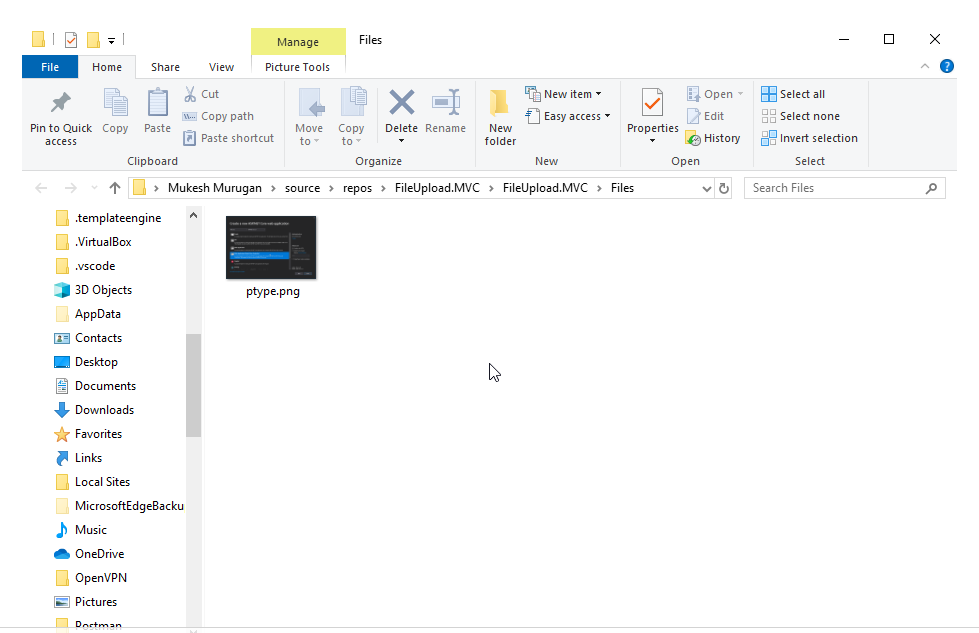 Manage Files
File Home Share View Picture Tools
Pin to Quick access
Copy
Paste
Cut
Copy path
Paste shortcut
Clipboard
Move to
Copy to
Delete
Rename
Organize
New folder
New item
Easy access
New
Properties
Open
Edit
History
Open
Select all
Select none
Invert selection
Select
Mukesh Murugan > source > repos > FileUpload.MVC > FileUpload.MVC > Files
Search Files
.templateengine
.VirtualBox
.vscode
3D Objects
AppData
Contacts
Desktop
Documents
Downloads
Favorites
Links
Local Sites
MicrosoftEdgeBacku
Music
OneDrive
OpenVPN
Pictures
Postman
ptype.png